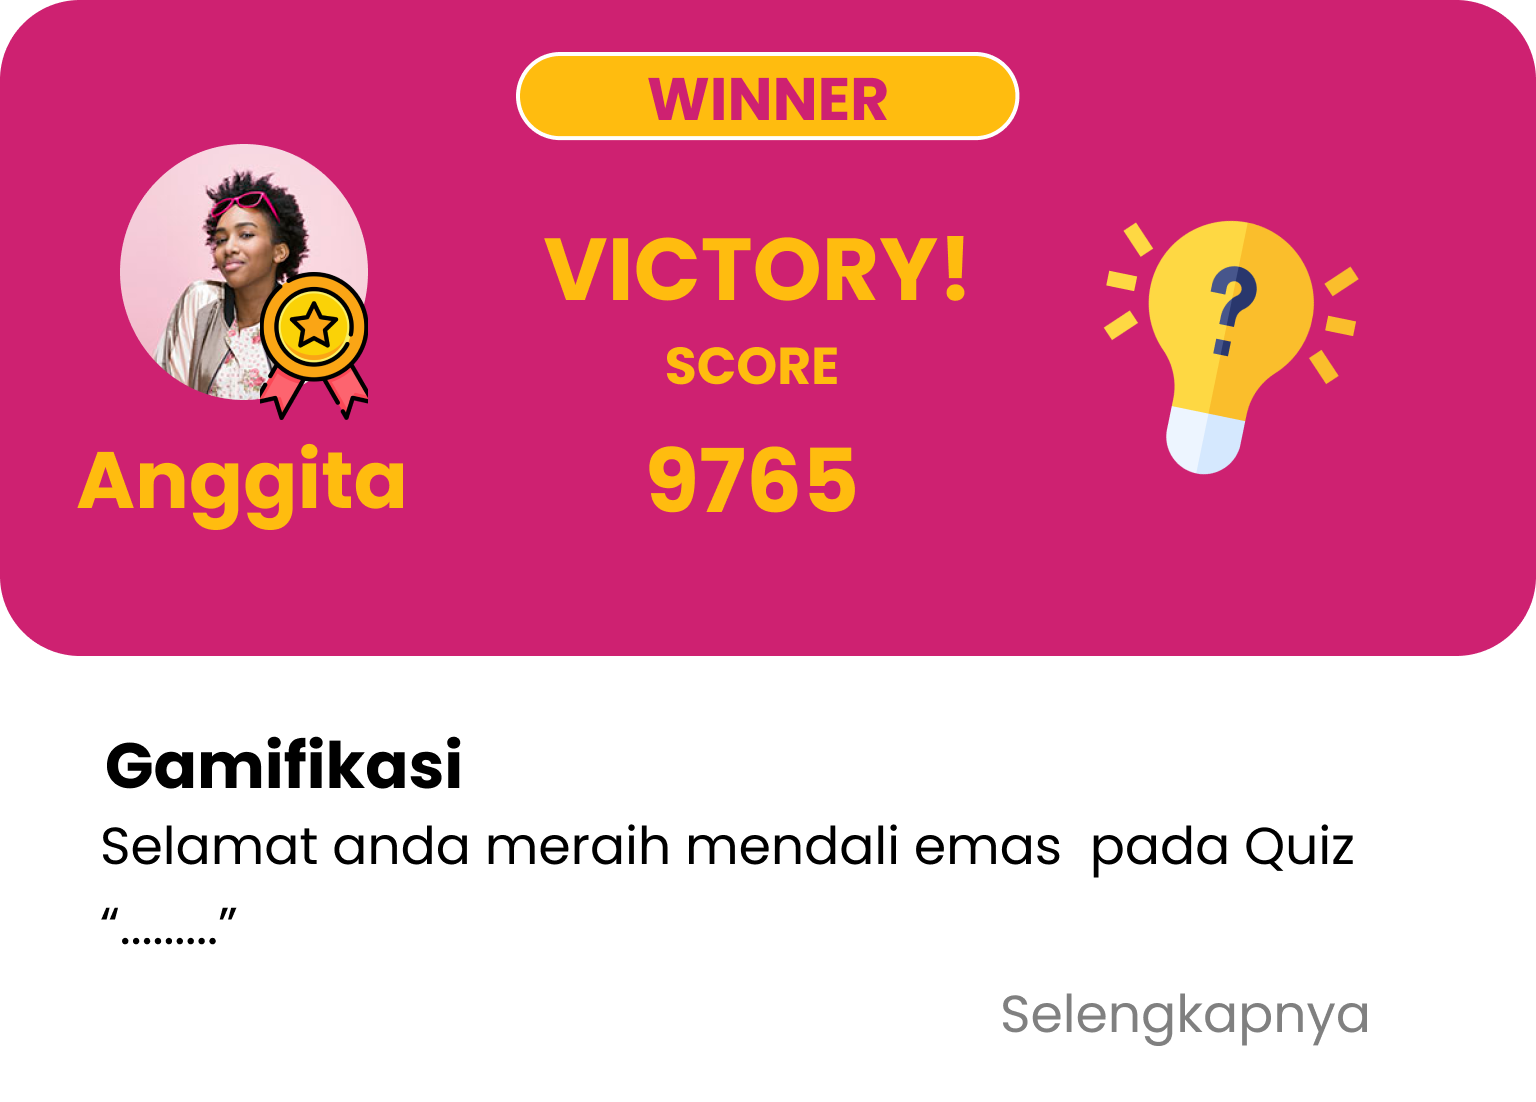 WINNER
VICTORY!
SCORE
9765
Anggita
?
Gamifikasi
Selamat anda meraih mendali emas  pada Quiz
“.........”
Selengkapnya